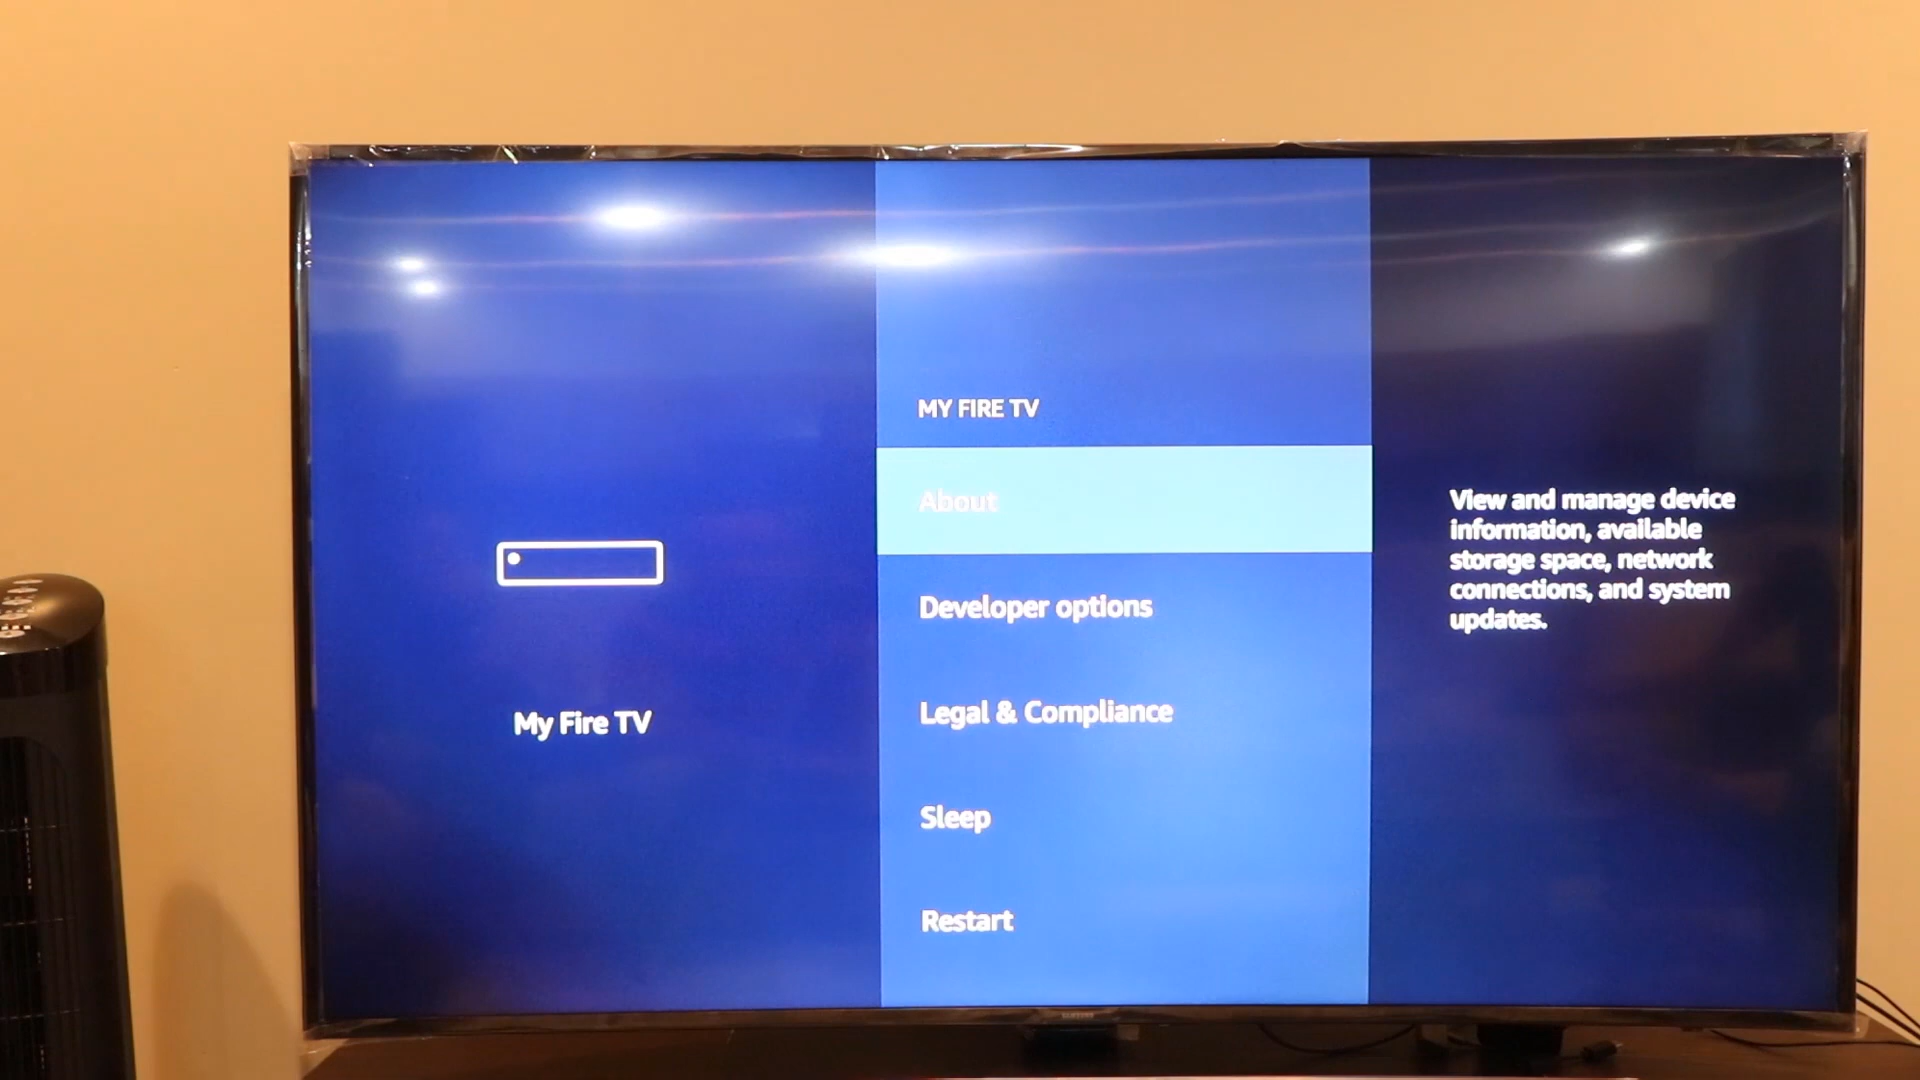 MY FIRE TV
About
Developer options
Legal & Compliance
Sleep
Restart
My Fire TV
View and manage device
information, available
storage space, network
connections, and system
updates.
SAMSUNG